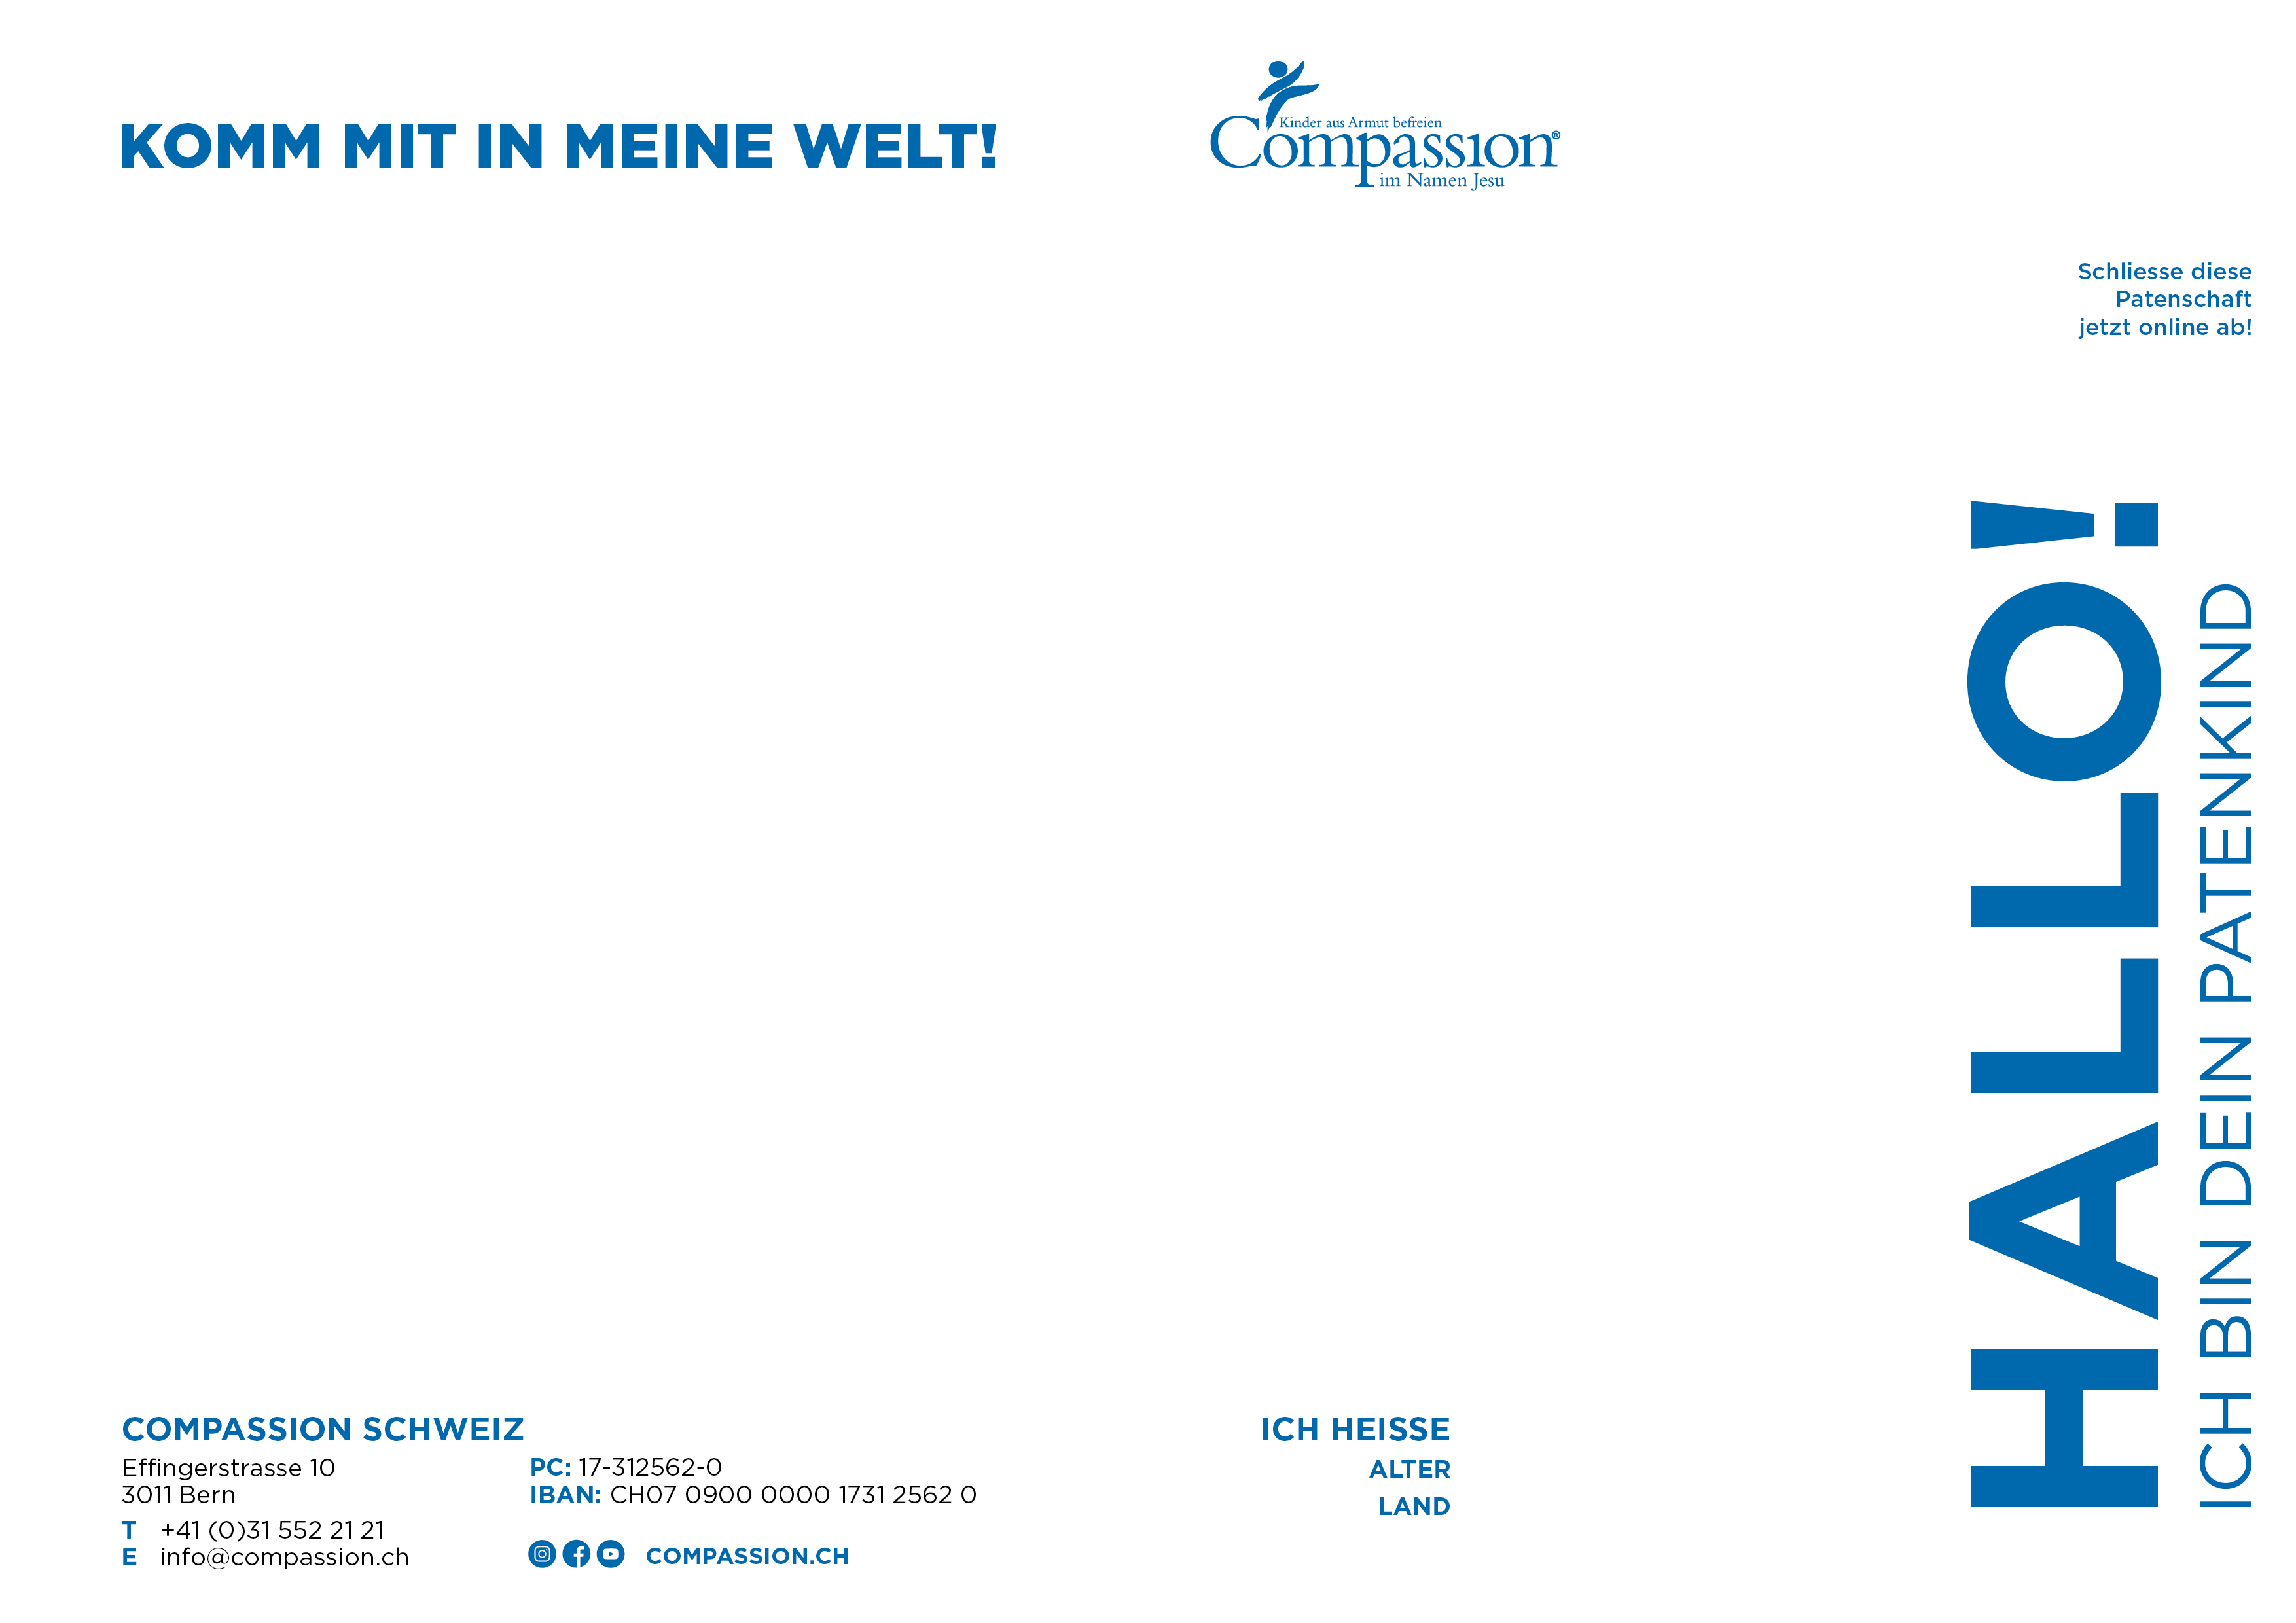 KOMM MIT IN MEINE WELT!
COMPASSION SCHWEIZ
Effingerstrasse 10
3011 Bern
T +41 (0)31 552 21 21
E info@compassion.ch
PC: 17-312562-0
IBAN: CH07 0900 0000 1731 2562 0
COMPASSION.CH
Kinder aus Armut befreien
Compassion®
im Namen Jesu
Schliesse diese
Patenschaft
jetzt online ab!
HALLO!
ICH BIN DEIN PATENKIND
ICH HEISSE
ALTER
LAND